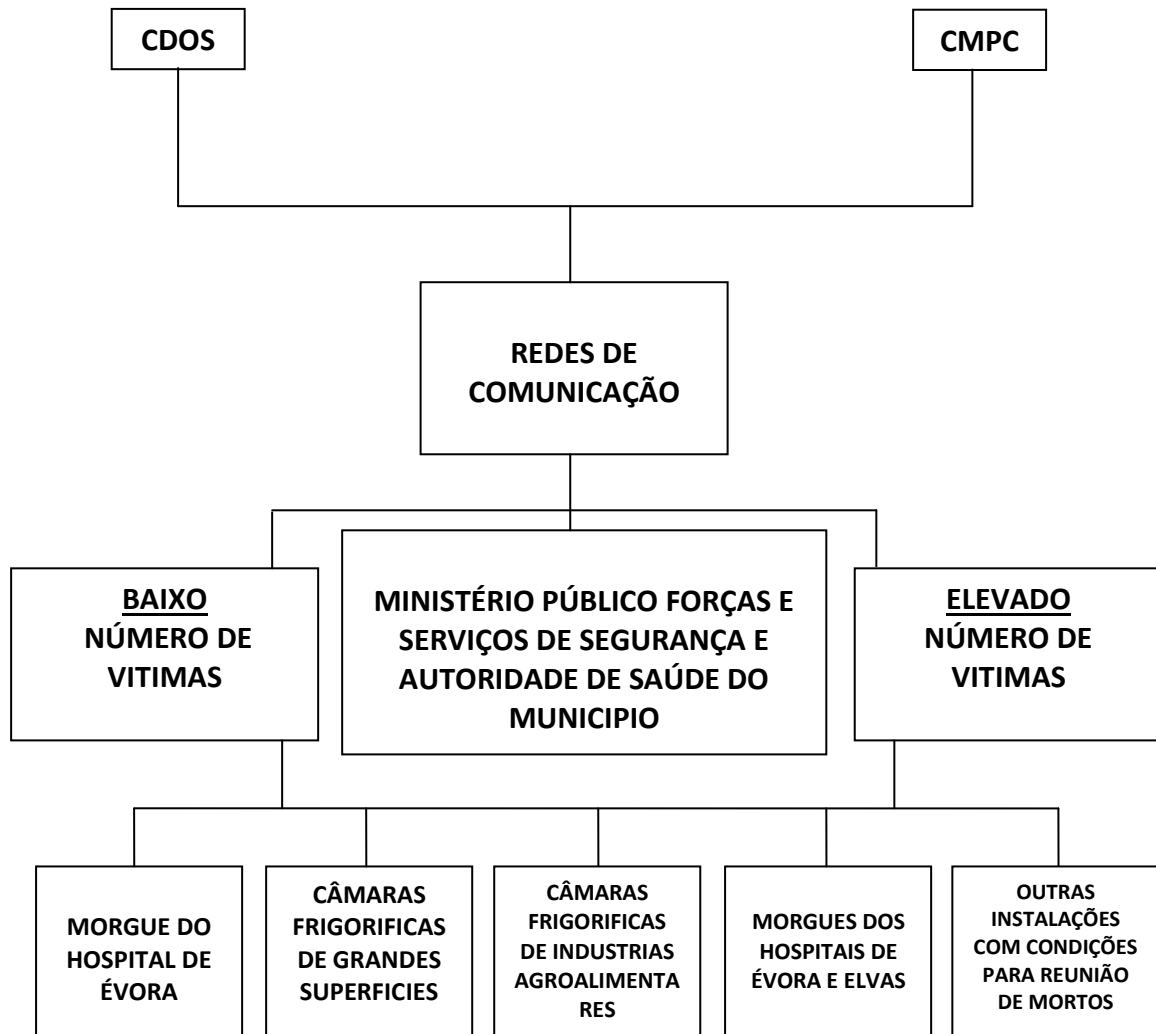 CDOS
CMPC
REDES DE
COMUNICAÇÃO
BAIXO
NÚMERO DE
VITIMAS
MINISTÉRIO PÚBLICO FORÇAS E
SERVIÇOS DE SEGURANÇA E
AUTORIDADE DE SAÚDE DO
MUNICIPIO
ELEVADO
NÚMERO DE
VITIMAS
MORGUE DO
HOSPITAL DE
ÉVORA
CÂMARAS
FRIGORIFICAS
DE GRANDES
SUPERFICIES
CÂMARAS
FRIGORIFICAS
DE INDUSTRIAS
AGROALIMENTA
RES
MORGUES DOS
HOSPITAIS DE
ÉVORA E ELVAS
OUTRAS
INSTALAÇÕES
COM CONDIÇÕES
PARA REUNIÃO
DE MORTOS